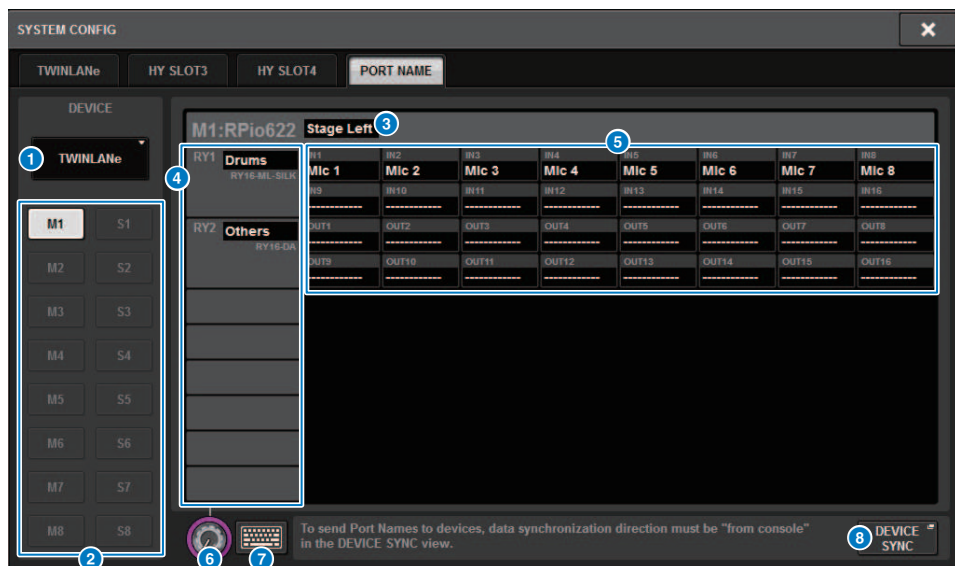 SYSTEM CONFIG
TWINLANe HY SLOT3 HY SLOT4 PORT NAME
DEVICE
1 TWINLANe
M1 S1
M2 S2
M3 S3
M4 S4
M5 S5
M6 S6
M7 S7
M8 S8
2
M1:RPio622 Stage Left 3
4
5
RY1 Drums
RY16-ML-SILK
RY2 Others
RY16-DA
IN1 IN2 IN3 IN4 IN5 IN6 IN7 IN8
MIc 1 MIc 2 MIc 3 MIc 4 MIc 5 MIc 6 MIc 7 MIc 8
IN9 IN10 IN11 IN12 IN13 IN14 IN15 IN16
OUT1 OUT2 OUT3 OUT4 OUT5 OUT6 OUT7 OUT8
OUT9 OUT10 OUT11 OUT12 OUT13 OUT14 OUT15 OUT16
6 7
To send Port Names to devices, data synchronization direction must be "from console"
in the DEVICE SYNC view.
8 DEVICE
SYNC